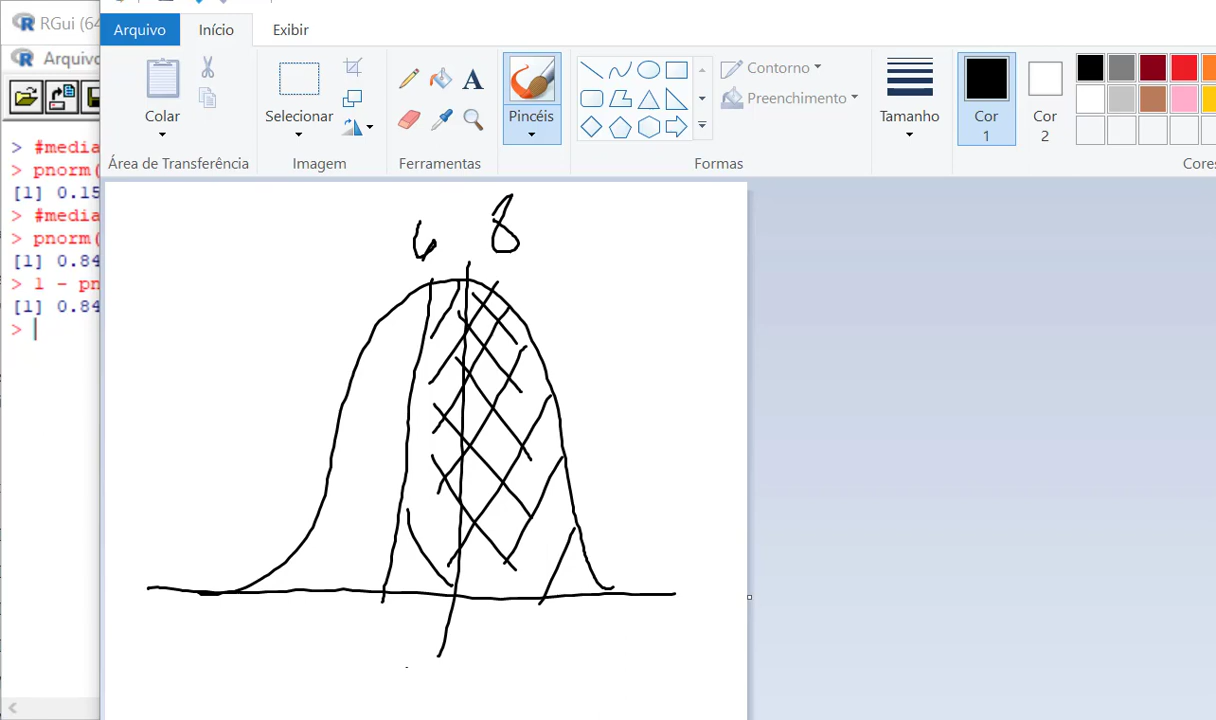 RGui (64
Arquivo
Início
Exibir
Arquivo
Colar
Selecionar
Pincéis
Contorno
Preenchimento
Tamanho
Cor
1
Cor
2
Área de Transferência
Imagem
Ferramentas
Formas
Cores
> #media
> pnorm(
[1] 0.15
> #media
> pnorm(
[1] 0.84
> 1 - pn
[1] 0.84
>
6 8